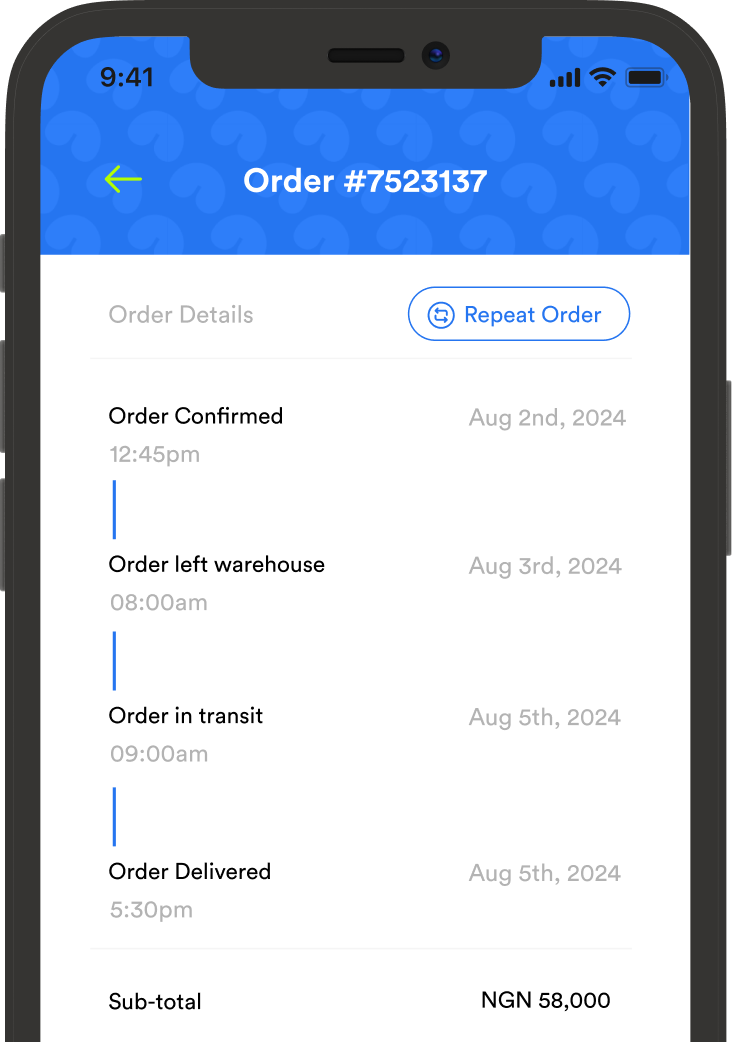 9:41
Order #7523137
Order Details
Repeat Order
Order Confirmed
Aug 2nd, 2024
12:45pm
Order left warehouse
Aug 3rd, 2024
08:00am
Order in transit
Aug 5th, 2024
09:00am
Order Delivered
Aug 5th, 2024
5:30pm
Sub-total
NGN 58,000